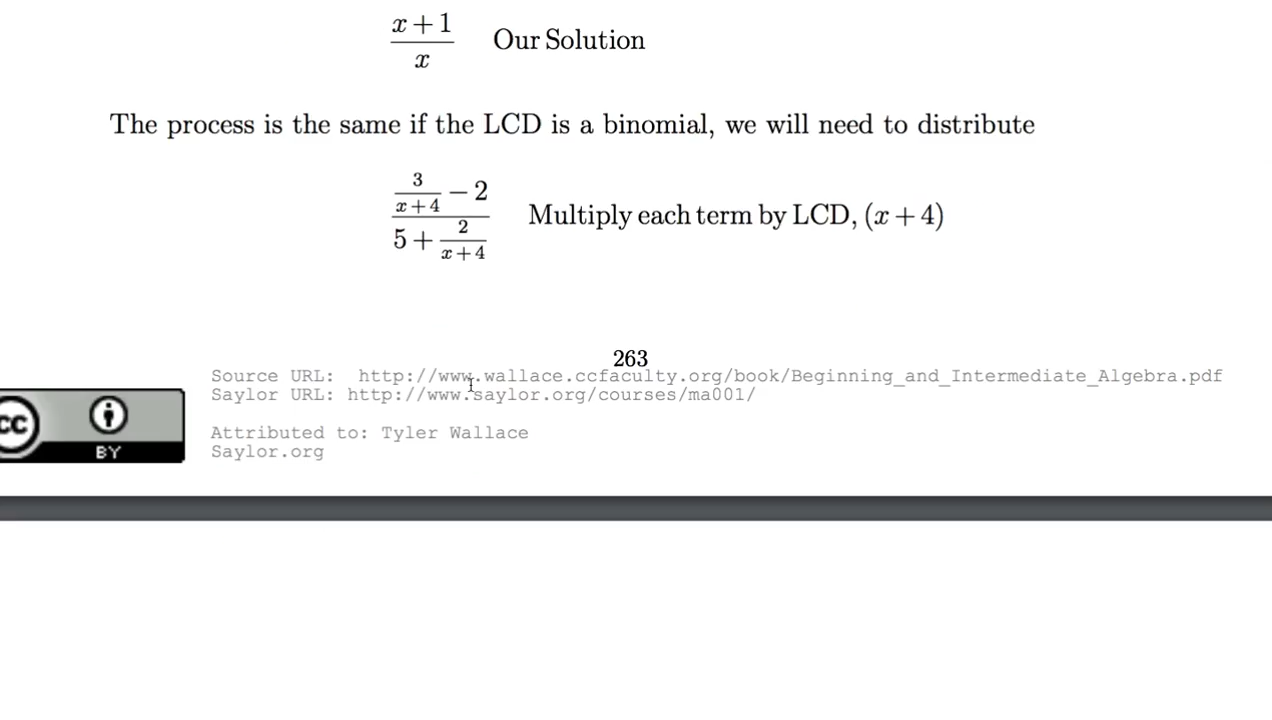 x + 1
x
Our Solution
The process is the same if the LCD is a binomial, we will need to distribute
3
x + 4
− 2
5 +
2
x + 4
Multiply each term by LCD, (x + 4)
263
Source URL: http://www.wallace.ccfaculty.org/book/Beginning_and_Intermediate_Algebra.pdf
Saylor URL: http://www.saylor.org/courses/ma001/
Attributed to: Tyler Wallace
Saylor.org
cc
BY